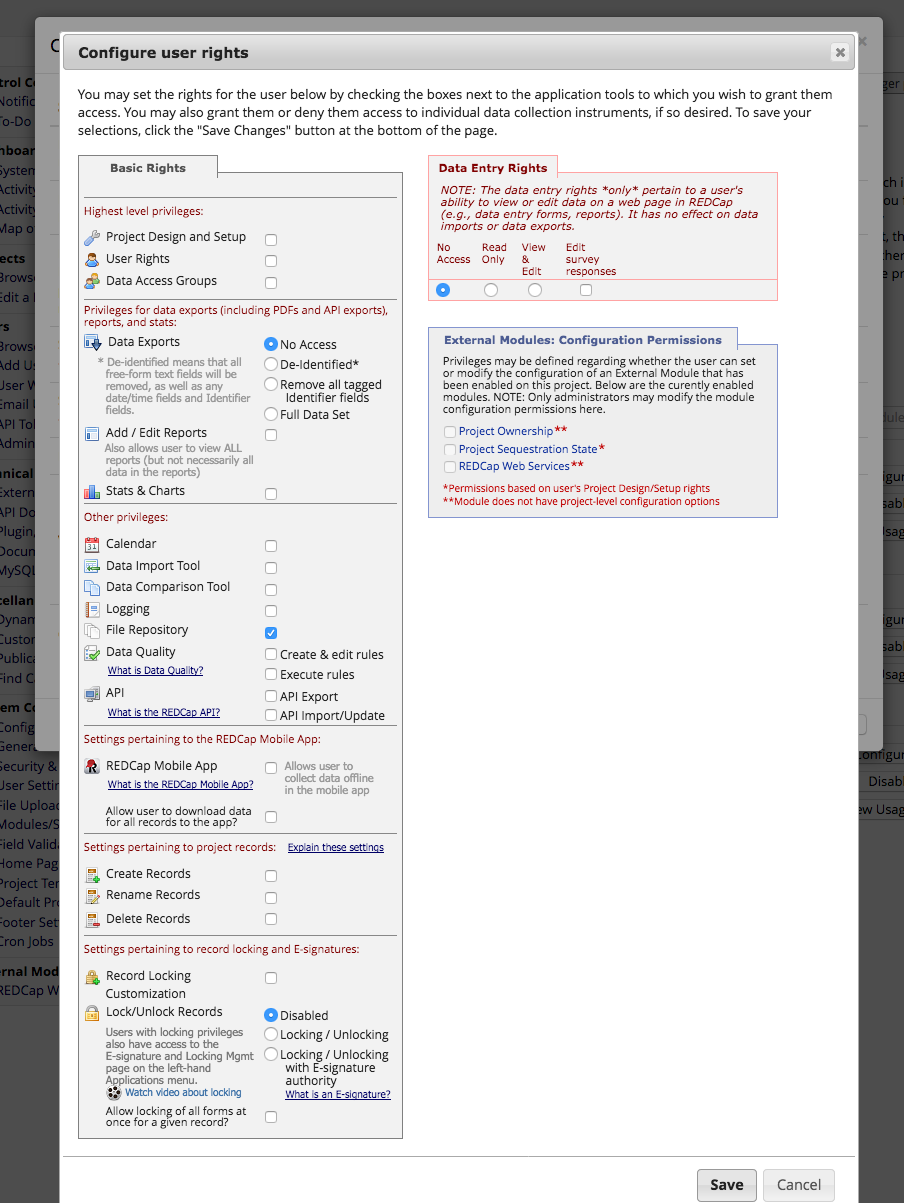 Configure user rights
You may set the rights for the user below by checking the boxes next to the application tools to which you wish to grant them
access. You may also grant them or deny them access to individual data collection instruments, if so desired. To save your
selections, click the "Save Changes" button at the bottom of the page.
Basic Rights
Highest level privileges:
Project Design and Setup
User Rights
Data Access Groups
Privileges for data exports (including PDFs and API exports),
reports, and stats:
Data Exports
* De-identified means that all
free-form text fields will be
removed, as well as any
date/time fields and Identifier
fields.
No Access
De-Identified*
Remove all tagged
Identifier fields
Full Data Set
Add / Edit Reports
Also allows user to view ALL
reports (but not necessarily all
data in the reports)
Stats & Charts
Other privileges:
Calendar
Data Import Tool
Data Comparison Tool
Logging
File Repository
Data Quality
What is Data Quality?
Create & edit rules
Execute rules
API
What is the REDCap API?
API Export
API Import/Update
Settings pertaining to the REDCap Mobile App:
REDCap Mobile App
What is the REDCap Mobile App?
Allows user to
collect data offline
in the mobile app
Allow user to download data
for all records to the app?
Settings pertaining to project records: Explain these settings
Create Records
Rename Records
Delete Records
Settings pertaining to record locking and E-signatures:
Record Locking
Customization
Lock/Unlock Records
Users with locking privileges
also have access to the
E-signature and Locking Mgmt
page on the left-hand
Applications menu.
Watch video about locking
Disabled
Locking / Unlocking
Locking / Unlocking
with E-signature
authority
What is an E-signature?
Allow locking of all forms at
once for a given record?
Data Entry Rights
NOTE: The data entry rights *only* pertain to a user's
ability to view or edit data on a web page in REDCap
(e.g., data entry forms, reports). It has no effect on data
imports or data exports.
No
Access
Read
Only
View
&
Edit
Edit
survey
responses
External Modules: Configuration Permissions
Privileges may be defined regarding whether the user can set
or modify the configuration of an External Module that has
been enabled on this project. Below are the curently enabled
modules. NOTE: Only administrators may modify the module
configuration permissions here.
Project Ownership**
Project Sequestration State*
REDCap Web Services**
*Permissions based on user's Project Design/Setup rights
**Module does not have project-level configuration options
Save
Cancel